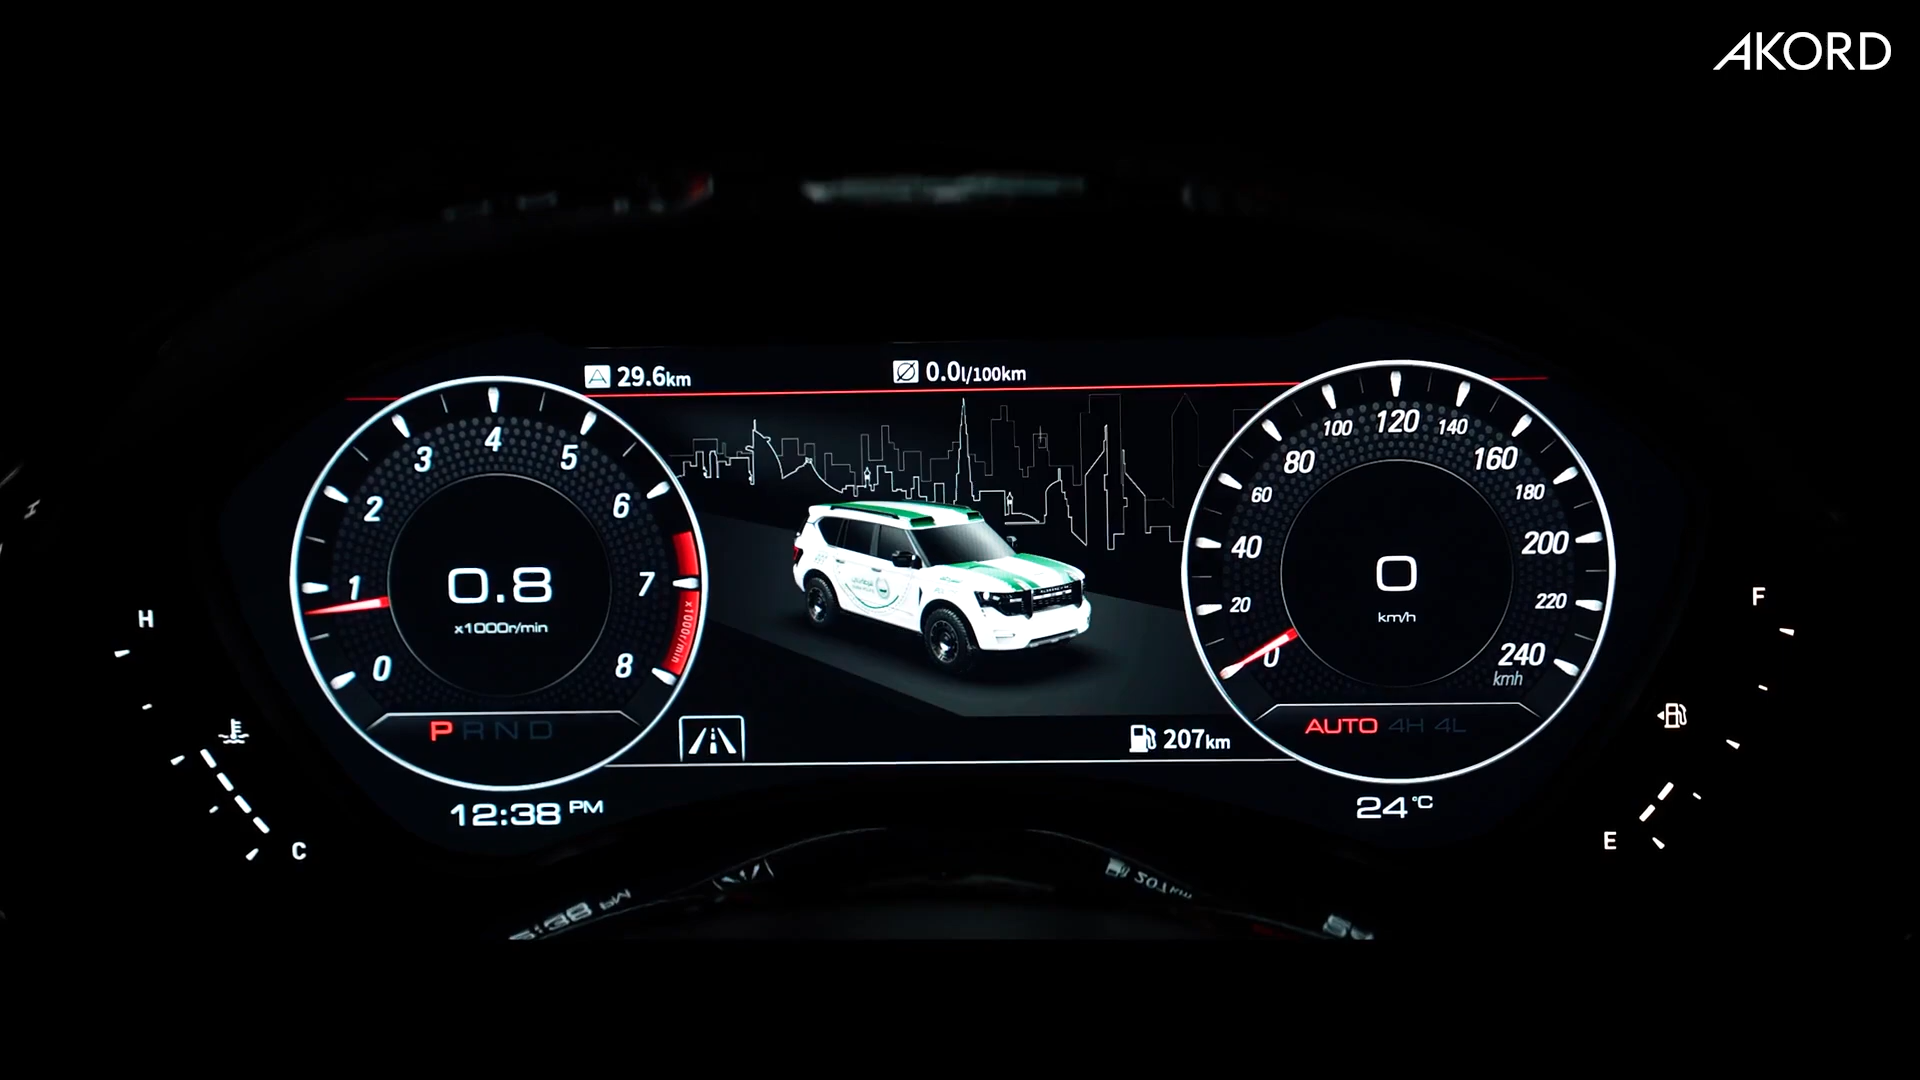 AKORD
29.6km
0.0l/100km
0
1
2
3
4
5
6
7
8
x1000r/min
0.8
x1000r/min
P R N D
12:38 PM
0
20
40
60
80
100
120
140
160
180
200
220
240
kmh
0
km/h
207km
AUTO 4H 4L
24°C
H
C
F
E
207km